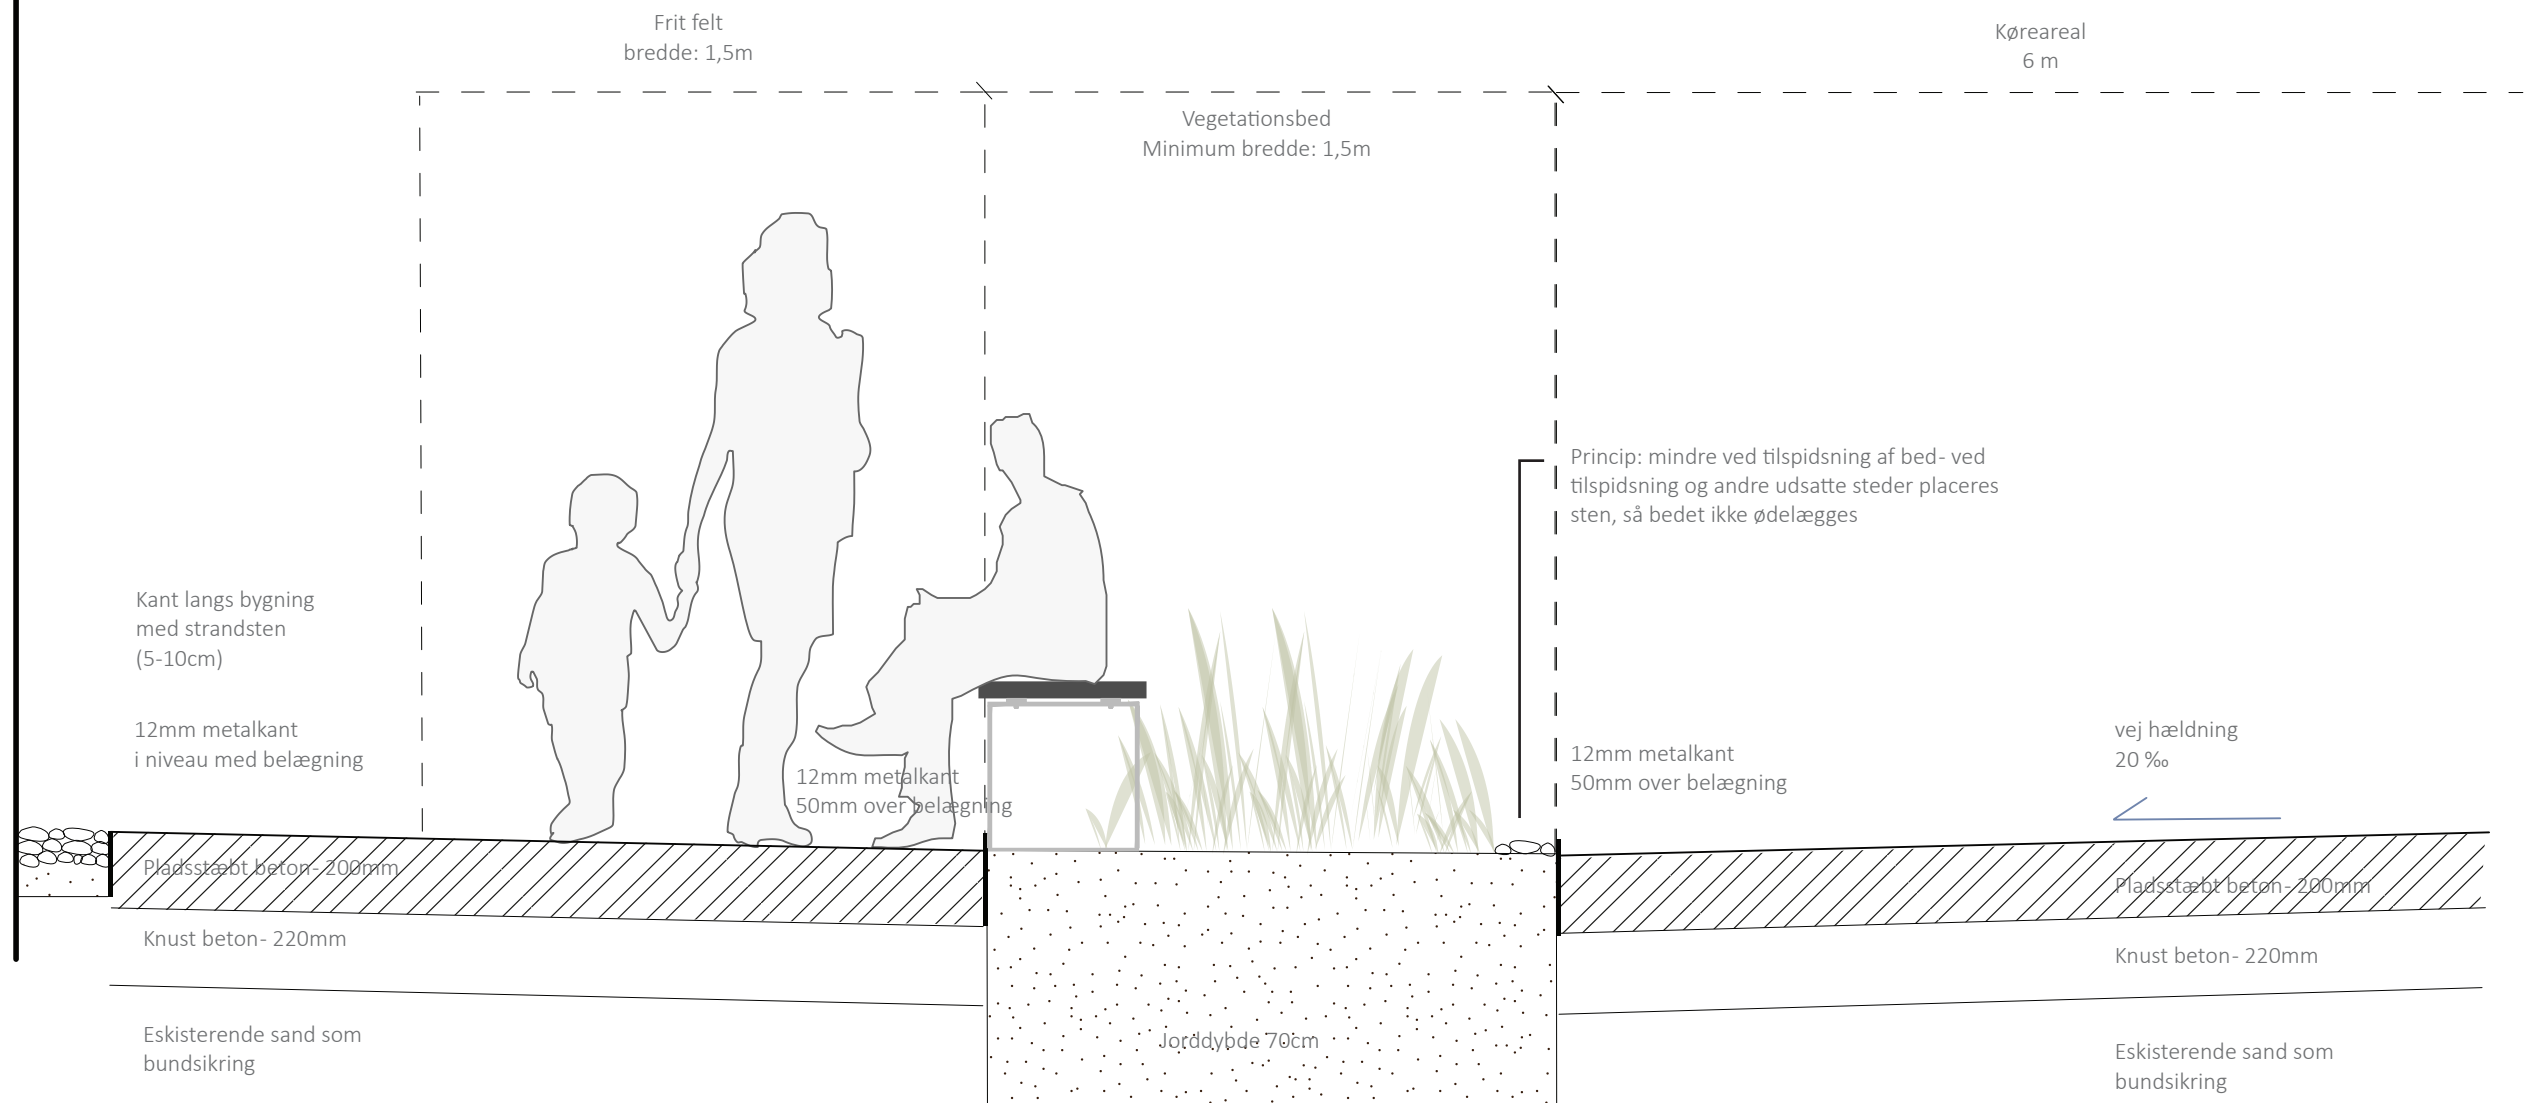 Frit felt
bredde: 1,5m
Køreareal
6 m
Vegetationsbed
Minimum bredde: 1,5m
Princip: mindre ved tilspidsning af bed- ved
tilspidsning og andre udsatte steder placeres
sten, så bedet ikke ødelægges
Kant langs bygning
med strandsten
(5-10cm)
12mm metalkant
i niveau med belægning
12mm metalkant
50mm over belægning
12mm metalkant
50mm over belægning
vej hældning
20 ‰
Pladsstæbt beton- 200mm
Pladsstæbt beton- 200mm
Knust beton- 220mm
Knust beton- 220mm
Eskisterende sand som
bundsikring
Jorddybde 70cm
Eskisterende sand som
bundsikring